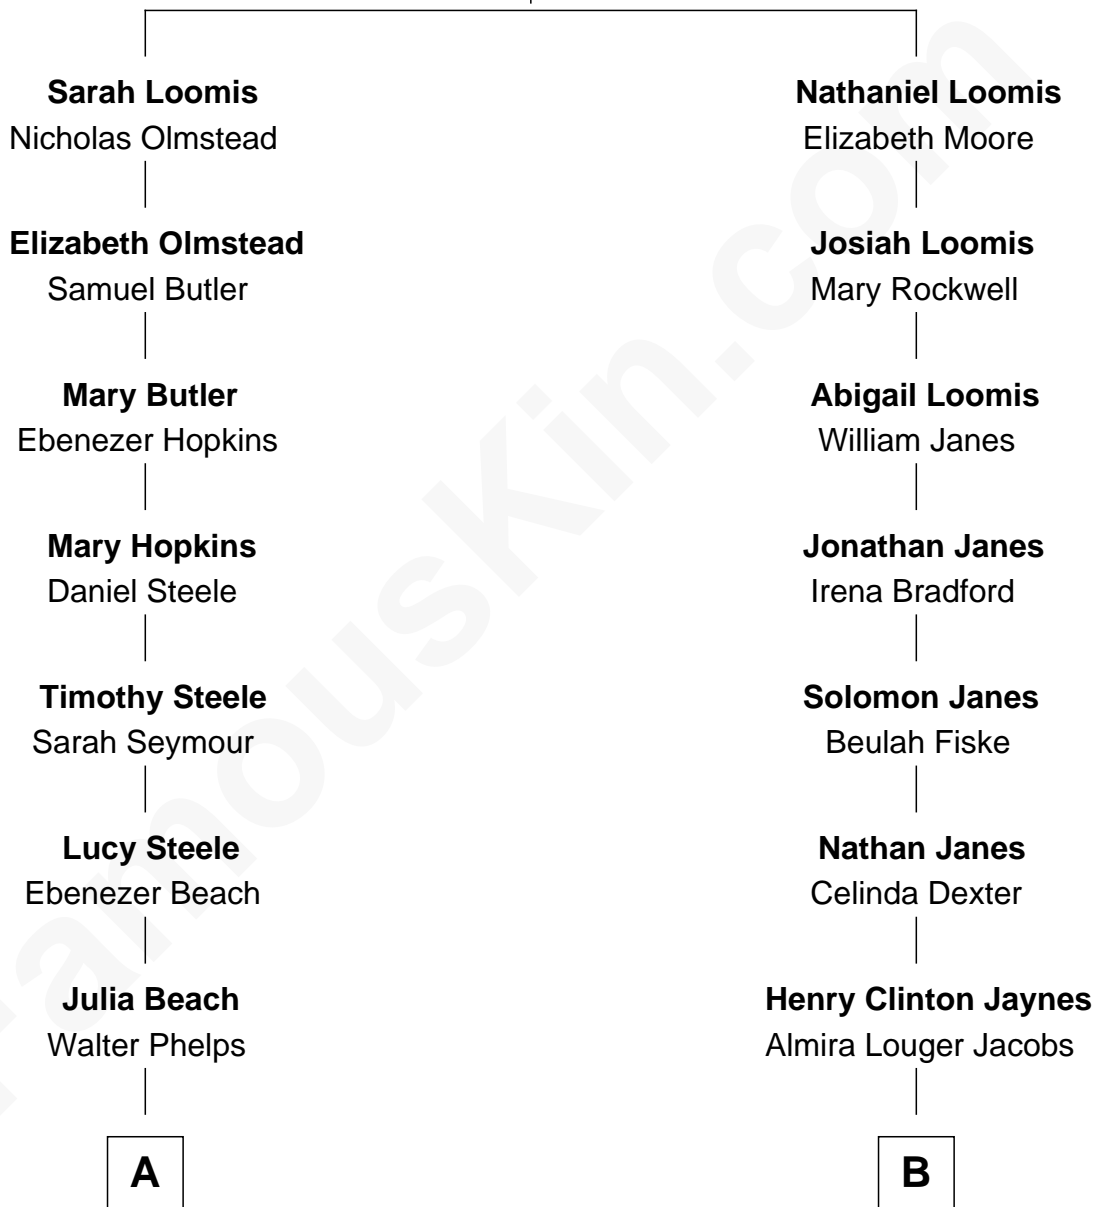 Sarah Loomis
Nicholas Olmstead
Elizabeth Olmstead
Samuel Butler
Mary Butler
Ebenezer Hopkins
Mary Hopkins
Daniel Steele
Timothy Steele
Sarah Seymour
Lucy Steele
Ebenezer Beach
Julia Beach
Walter Phelps
A
Nathaniel Loomis
Elizabeth Moore
Josiah Loomis
Mary Rockwell
Abigail Loomis
William Janes
Jonathan Janes
Irena Bradford
Solomon Janes
Beulah Fiske
Nathan Janes
Celinda Dexter
Henry Clinton Jaynes
Almira Louger Jacobs
B
FamousKin.com